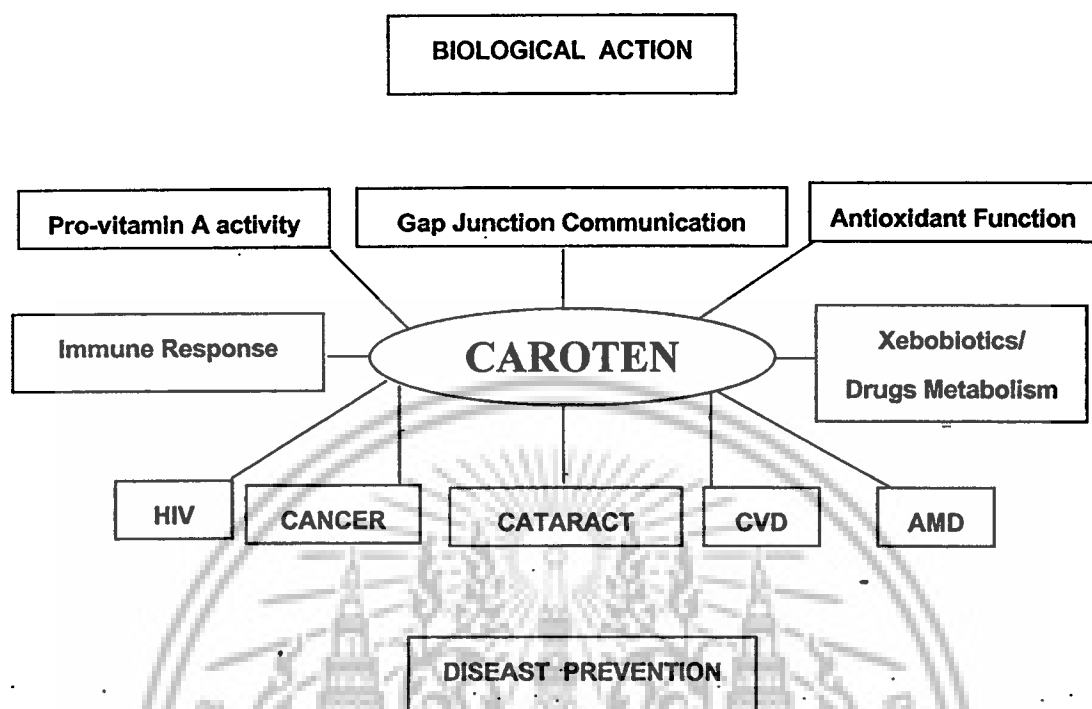 BIOLOGICAL ACTION
Pro-vitamin A activity
Gap Junction Communication
Antioxidant Function
Immune Response
CAROTEN
Xebobiotics/
Drugs Metabolism
HIV
CANCER
CATARACT
CVD
AMD
DISEAST PREVENTION